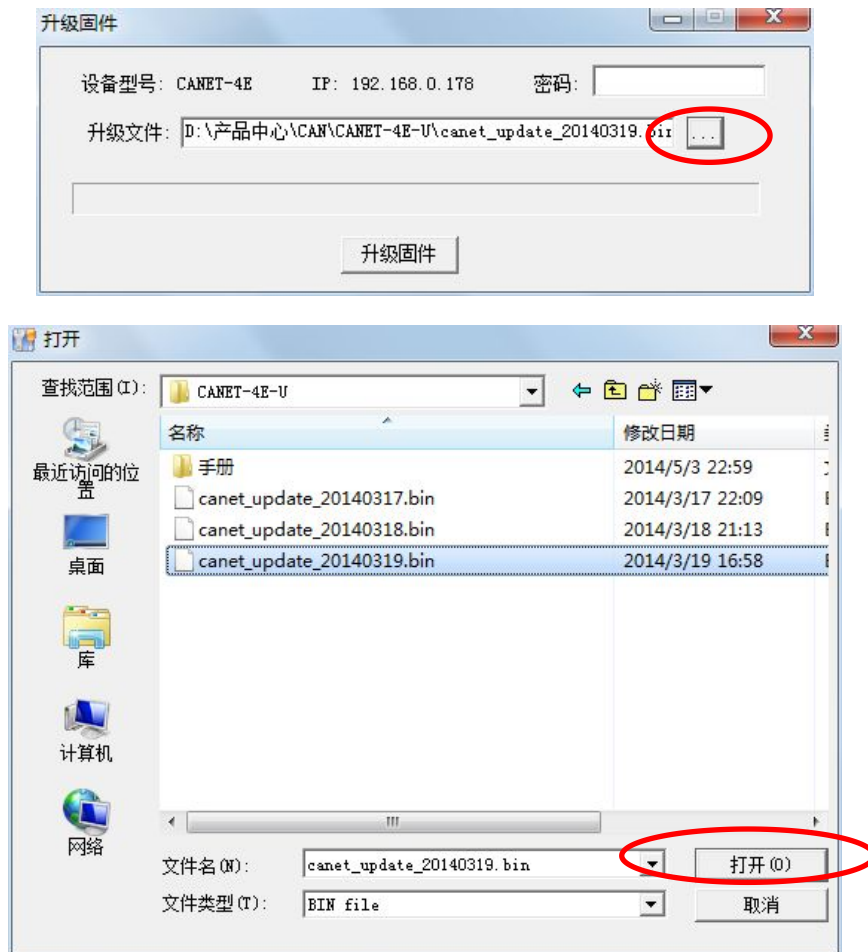 升级固件
设备型号: CANET-4E IP: 192.168.0.178 密码:
升级文件: D:\产品中心\CAN\CANET-4E-U\canet_update_20140319.bin ...
升级固件
打开
查找范围(I): CANET-4E-U
名称 修改日期
最近访问的位置
手册 2014/5/3 22:59
canet_update_20140317.bin 2014/3/17 22:09
canet_update_20140318.bin 2014/3/18 21:13
canet_update_20140319.bin 2014/3/19 16:58
桌面
库
计算机
网络
文件名(N): canet_update_20140319.bin 打开(O)
文件类型(T): BIN file 取消